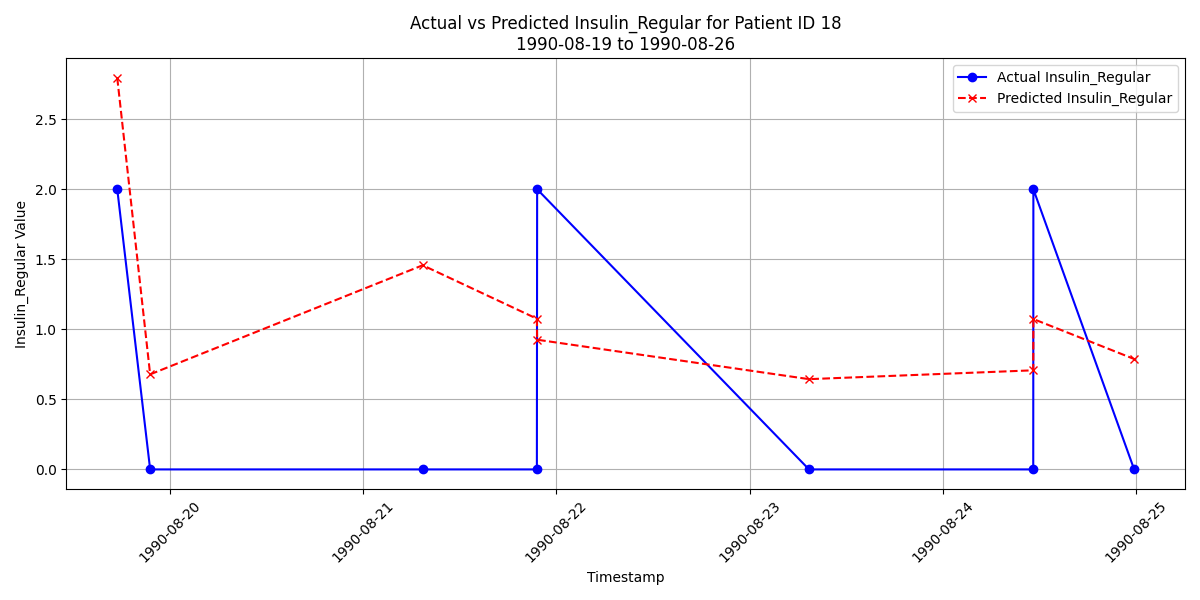 Actual vs Predicted Insulin_Regular for Patient ID 18
1990-08-19 to 1990-08-26
Actual Insulin_Regular
Predicted Insulin_Regular
Insulin_Regular Value
2.5
2.0
1.5
1.0
0.5
0.0
1990-08-20
1990-08-21
1990-08-22
1990-08-23
1990-08-24
1990-08-25
Timestamp